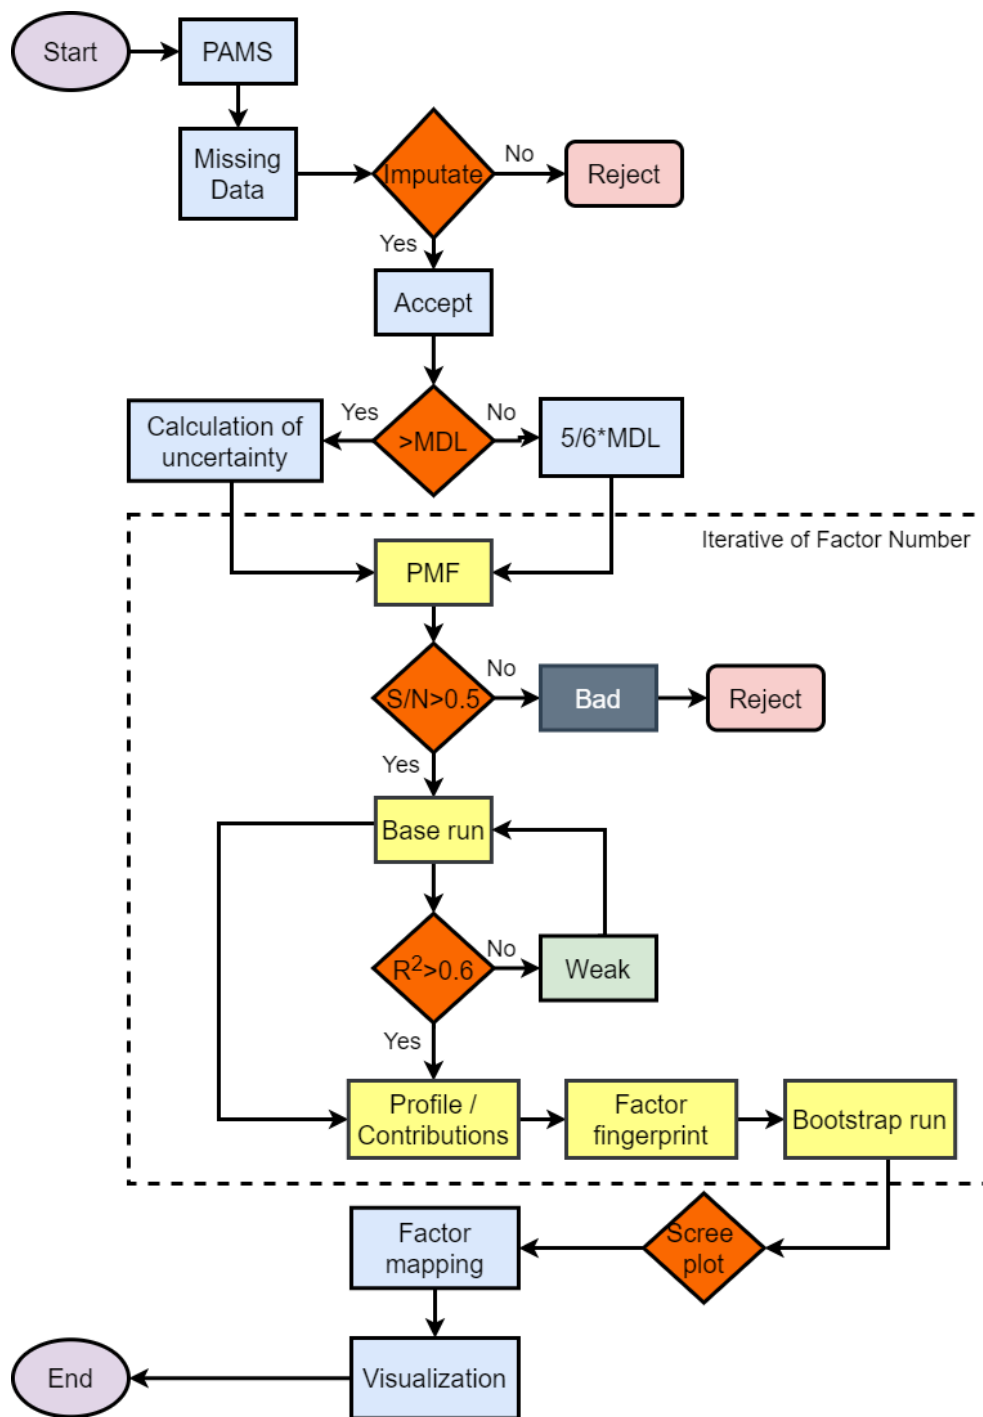 Start
PAMS
Missing
Data
Imputate
No
Reject
Yes
Accept
Calculation of
uncertainty
Yes
>MDL
No
5/6*MDL
Iterative of Factor Number
PMF
S/N>0.5
No
Bad
Reject
Yes
Base run
R²>0.6
No
Weak
Yes
Profile /
Contributions
Factor
fingerprint
Bootstrap run
Scree
plot
Factor
mapping
Visualization
End